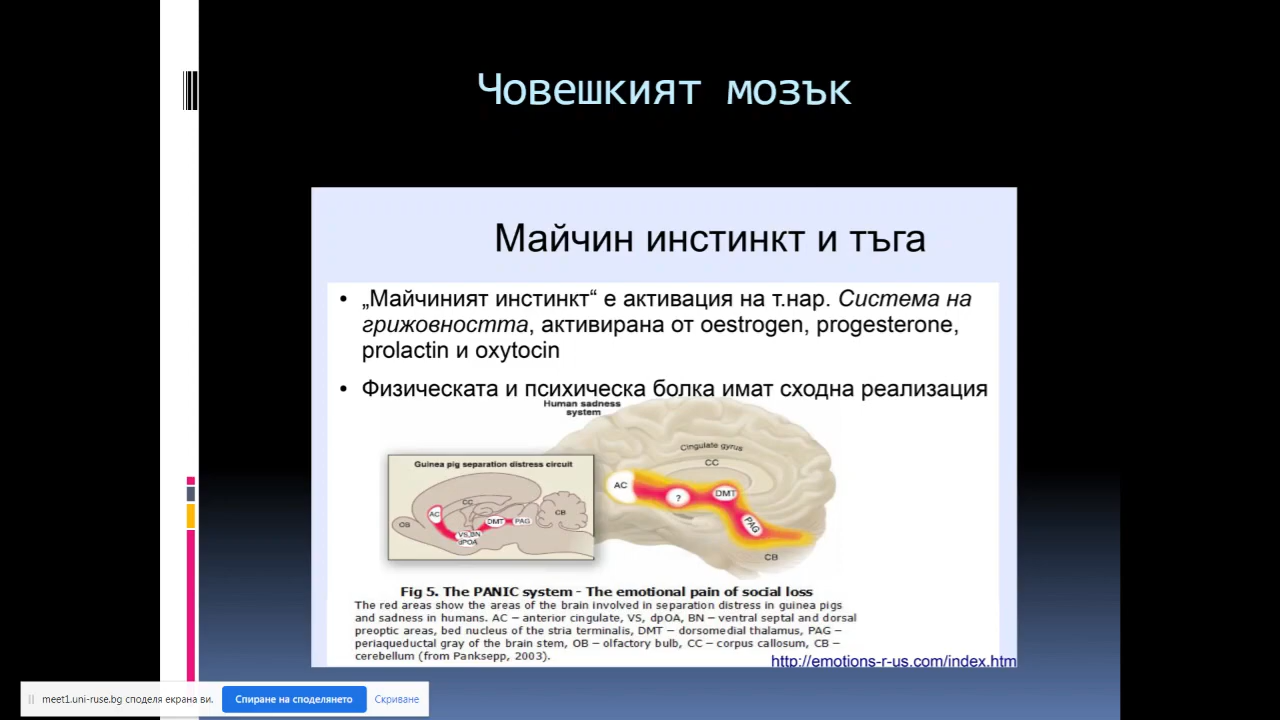 Човешкият мозък
Майчин инстинкт и тъга
• „Майчиният инстинкт“ е активация на т.нар. Система на
грижовността, активирана от oestrogen, progesterone,
prolactin и oxytocin
• Физическата и психическа болка имат сходна реализация
Human sadness
system
Cingulate gyrus
CC
AC
?
DMT
PAG
CB
Guinea pig separation distress circuit
CC
AC
OB
VS,BN
dPOA
DMT
PAG
CB
Fig 5. The PANIC system - The emotional pain of social loss
The red areas show the areas of the brain involved in separation distress in guinea pigs
and sadness in humans. AC – anterior cingulate, VS, dpOA, BN – ventral septal and dorsal
preoptic areas, bed nucleus of the stria terminalis, DMT – dorsomedial thalamus, PAG –
periaqueductal gray of the brain stem, OB – olfactory bulb, CC – corpus callosum, CB –
cerebellum (from Panksepp, 2003).
http://emotions-r-us.com/index.htm
meet1.uni-ruse.bg споделя екрана ви.
Спиране на споделянето
Скриване